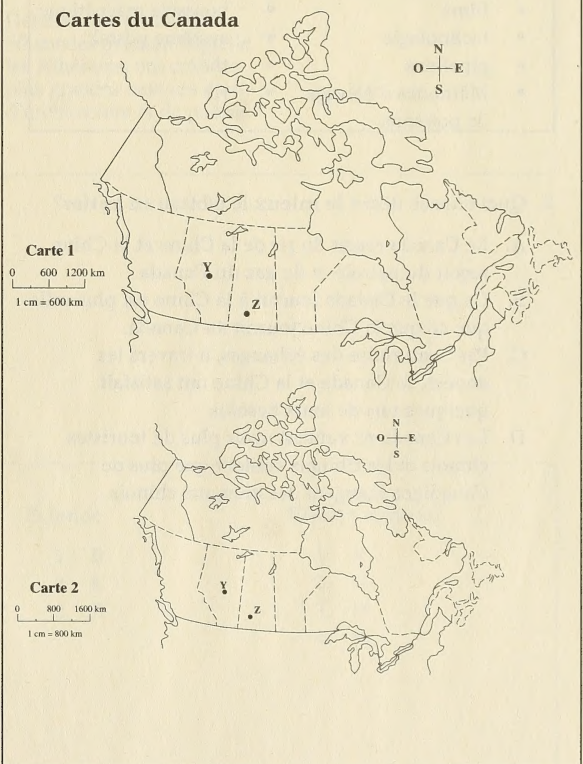 Cartes du Canada
N
O E
S
Carte 1
0 600 1200 km
1 cm = 600 km
Y
Z
N
O E
S
Carte 2
0 800 1600 km
1 cm = 800 km
Y
Z